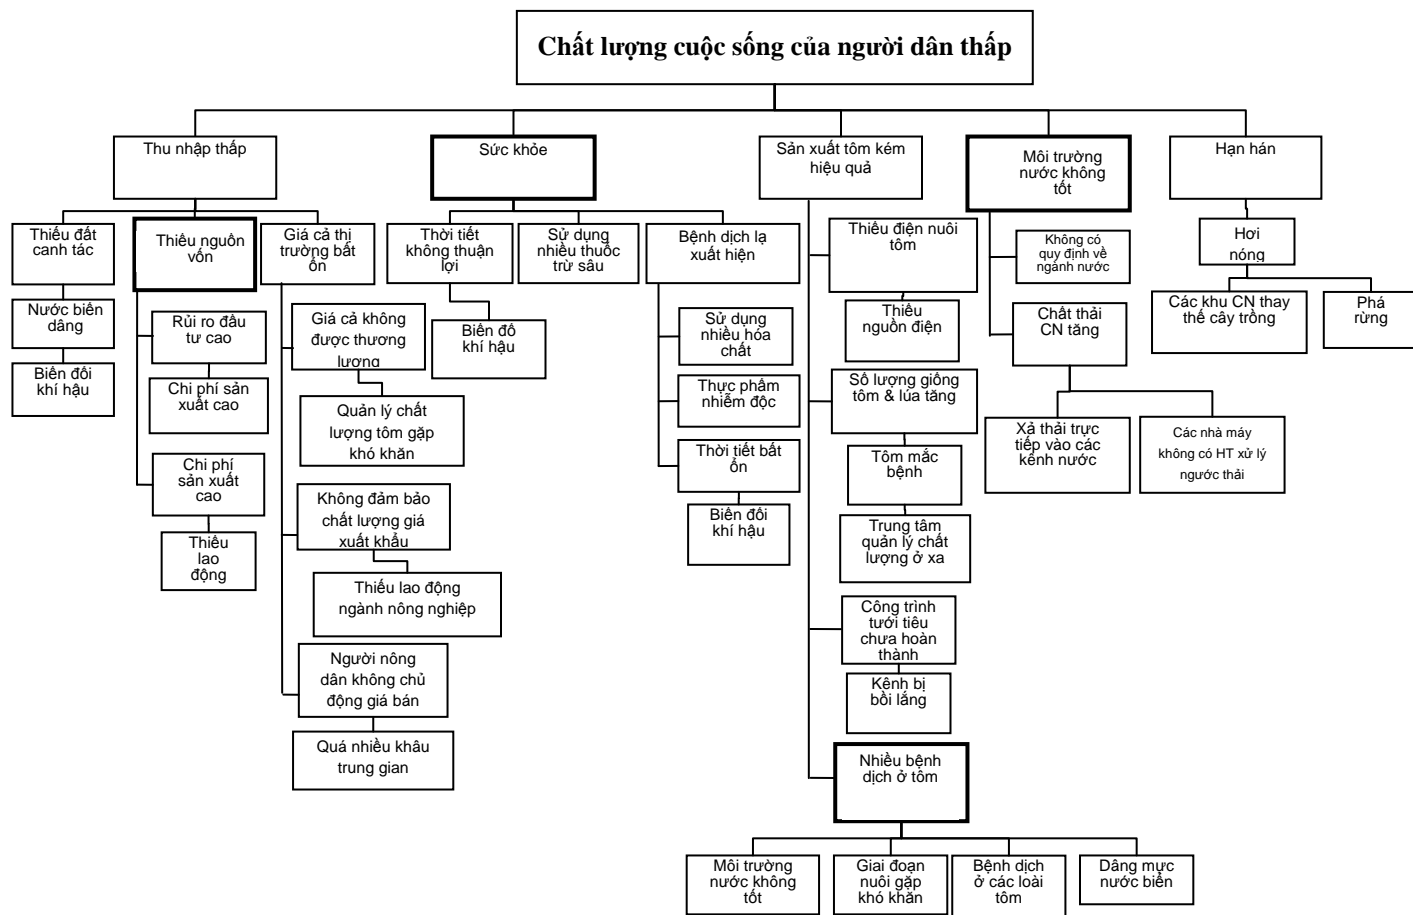 Chất lượng cuộc sống của người dân thấp
Thu nhập thấp
Sức khỏe
Sản xuất tôm kém
hiệu quả
Môi trường
nước không
tốt
Hạn hán
Thiếu đất
canh tác
Thiếu nguồn
vốn
Giá cả thị
trường bất
ổn
Thời tiết
không thuận
lợi
Sử dụng
nhiều thuốc
trừ sâu
Bệnh dịch lạ
xuất hiện
Thiếu điện nuôi
tôm
Không có
quy định về
ngành nước
Hơi
nóng
Nước biển
dâng
Rủi ro đầu
tư cao
Giá cả không
được thương
lượng
Biến đổ
khí hậu
Sử dụng
nhiều hóa
chất
Thiếu
nguồn điện
Chất thải
CN tăng
Các khu CN thay
thế cây trồng
Phá
rừng
Biến đổi
khí hậu
Chi phí sản
xuất cao
Quản lý chất
lượng tôm gặp
khó khăn
Thực phẩm
nhiễm độc
Số lượng giống
tôm & lúa tăng
Xả thải trực
tiếp vào các
kênh nước
Các nhà máy
không có HT xử lý
ngước thải
Chi phí
sản xuất
cao
Thời tiết bất
ổn
Tôm mắc
bệnh
Không đảm bảo
chất lượng giá
xuất khẩu
Biến đổi
khí hậu
Trung tâm
quản lý chất
lượng ở xa
Thiếu
lao
động
Thiếu lao động
ngành nông nghiệp
Công trình
tưới tiêu
chưa hoàn
thành
Người nông
dân không chủ
động giá bán
Kênh bị
bồi lắng
Quá nhiều khâu
trung gian
Nhiều bệnh
dịch ở tôm
Môi trường
nước không
tốt
Giai đoạn
nuôi gặp
khó khăn
Bệnh dịch
ở các loài
tôm
Dâng mực
nước biển